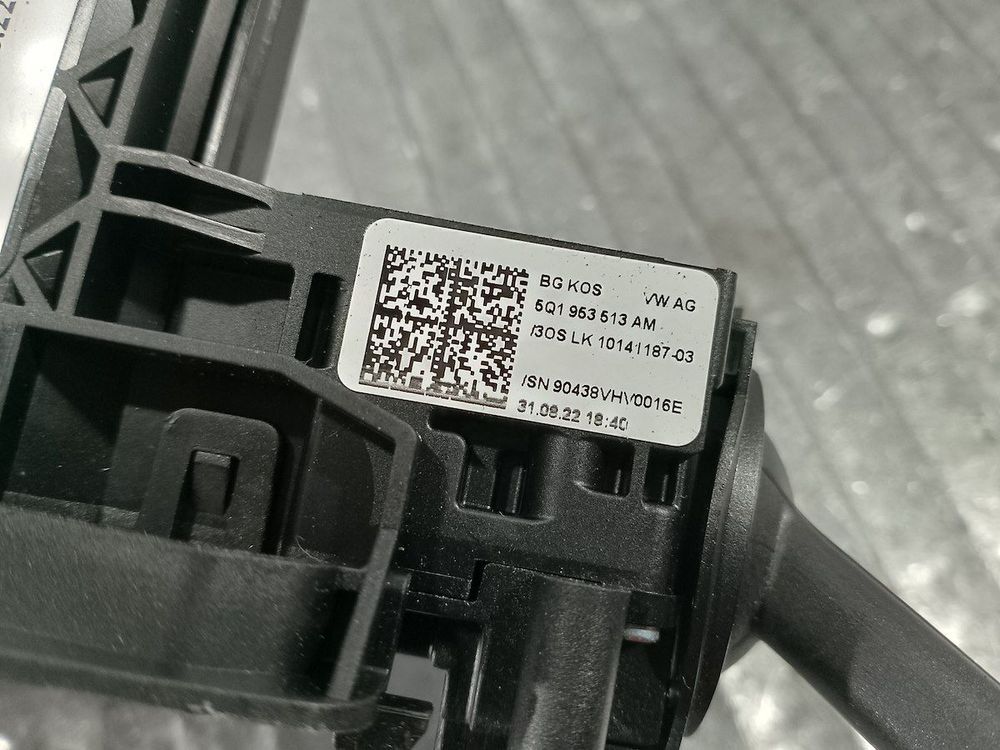 BG KOS VW AG
5Q1 953 513 AM
/3OS LK 10141187-03
/SN 90438VHV0016E
31.08.22 18:40